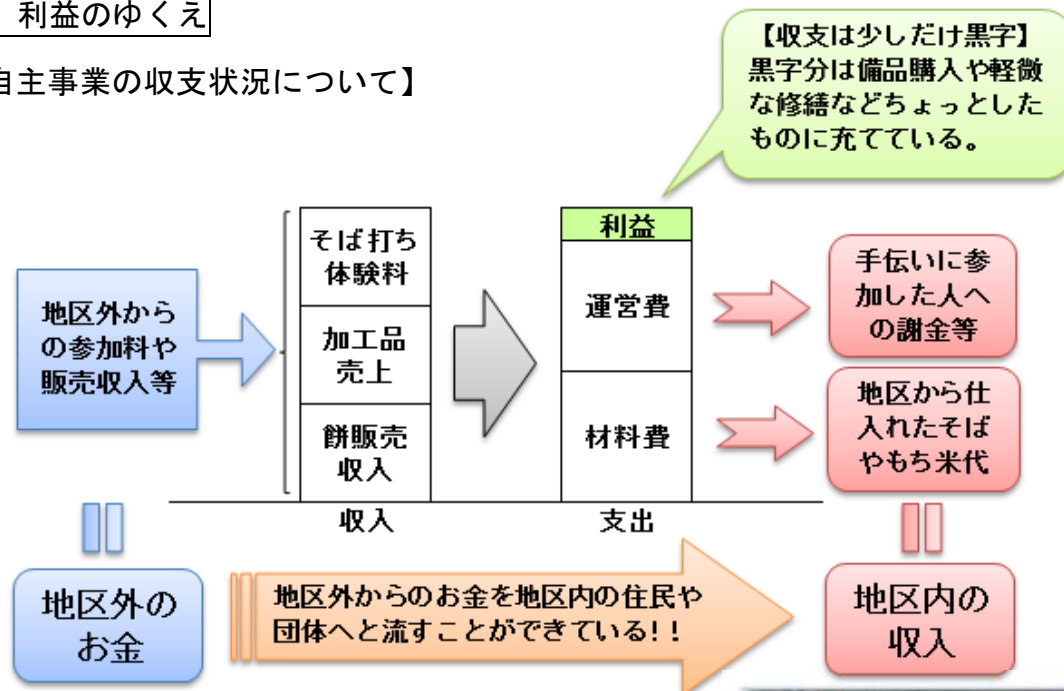 利益のゆくえ
自主事業の収支状況について】
【収支は少しだけ黒字】
黒字分は備品購入や軽微
な修繕などちょっとした
ものに充てている。
地区外から
の参加料や
販売収入等
そば打ち
体験料
加工品
売上
餅販売
収入
収入
利益
運営費
材料費
支出
手伝いに参
加した人へ
の謝金等
地区から仕
入れたそば
やもち米代
地区外の
お金
地区外からのお金を地区内の住民や
団体へと流すことができている!!
地区内の
収入